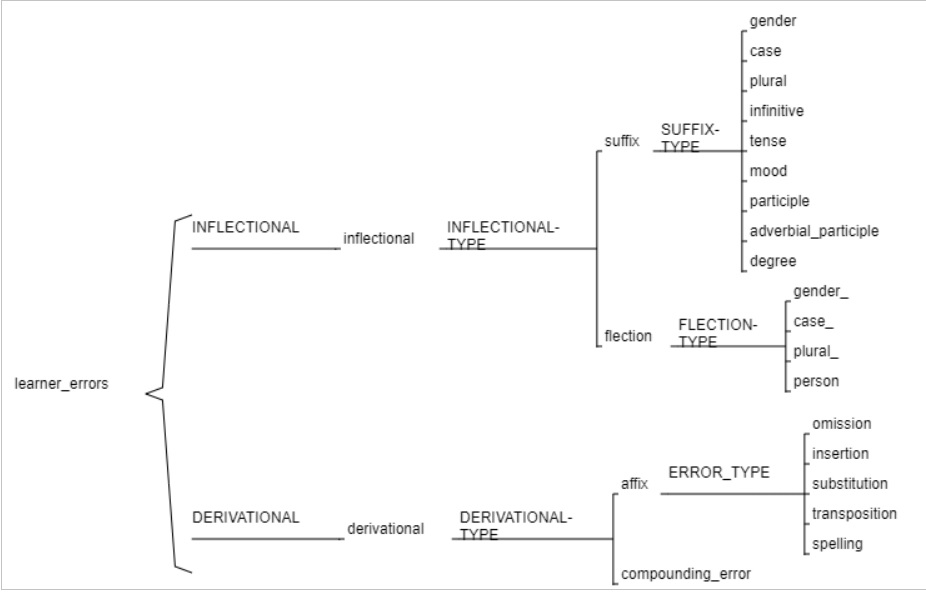 gender
case
plural
infinitive
suffix
SUFFIX-
TYPE
tense
mood
participle
adverbial_participle
degree
INFLECTIONAL
inflectional
INFLECTIONAL-
TYPE
flection
FLECTION-
TYPE
gender_
case_
plural_
person
learner_errors
DERIVATIONAL
derivational
DERIVATIONAL-
TYPE
affix
ERROR_TYPE
omission
insertion
substitution
transposition
spelling
compounding_error